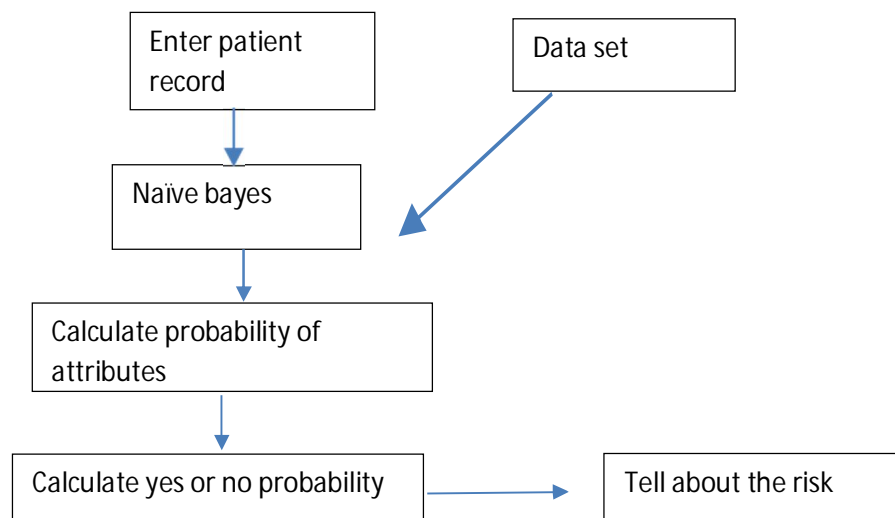 Enter patient
record
Data set
Naïve bayes
Calculate probability of
attributes
Calculate yes or no probability
Tell about the risk